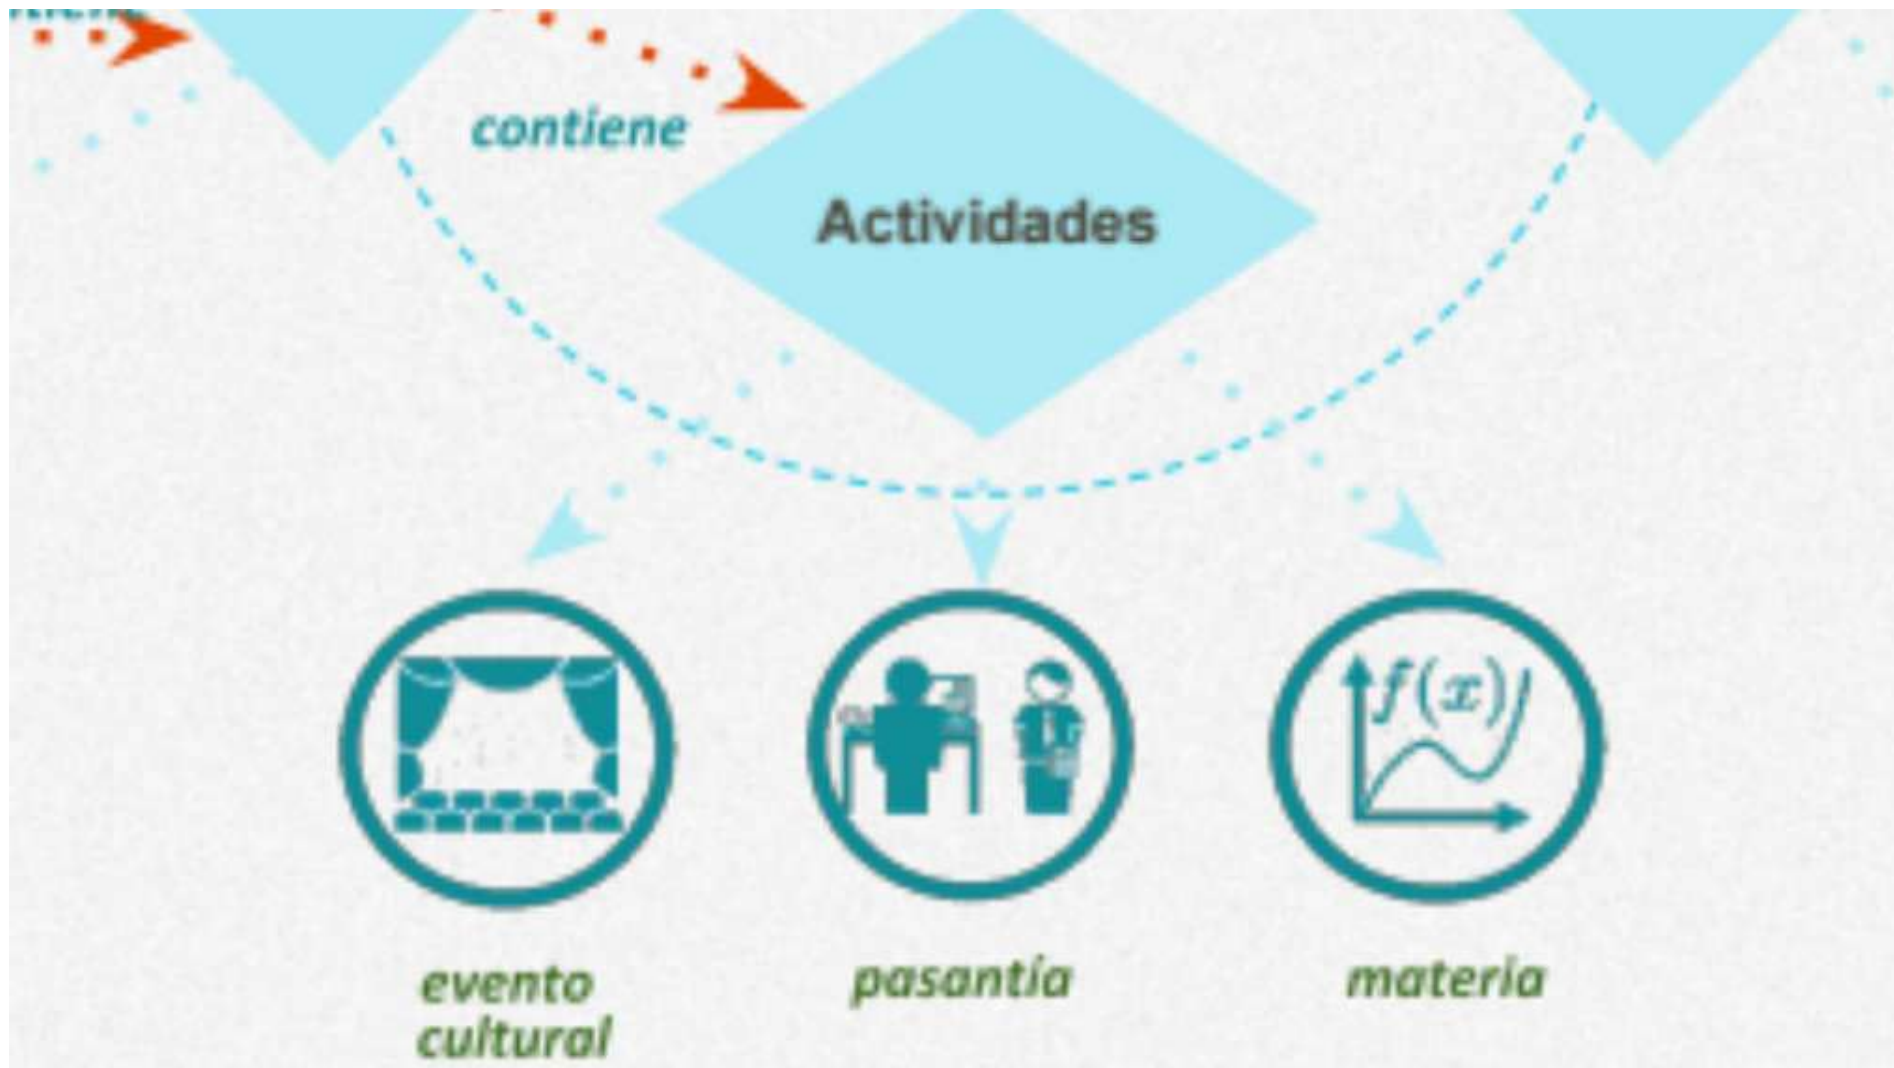 contiene
Actividades
f(x)
evento
cultural
pasantía
materia